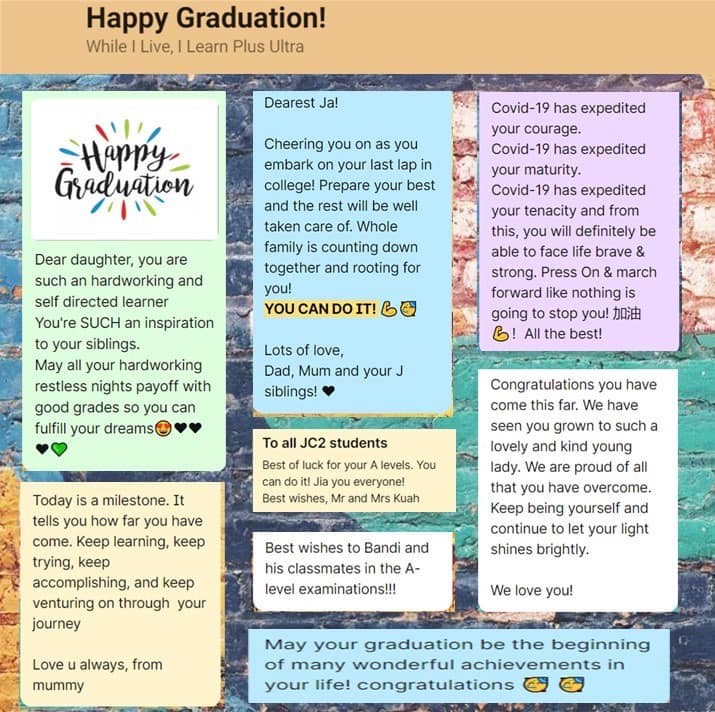 Happy Graduation!
While I Live, I Learn Plus Ultra
Happy
Graduation
Dear daughter, you are
such an hardworking and
self directed learner
You're SUCH an inspiration
to your siblings.
May all your hardworking
restless nights payoff with
good grades so you can
fulfill your dreams🤩🖤🖤
🖤💚
Today is a milestone. It
tells you how far you have
come. Keep learning, keep
trying, keep
accomplishing, and keep
venturing on through  your
journey
Love u always, from
mummy
Dearest Ja!
Cheering you on as you
embark on your last lap in
college! Prepare your best
and the rest will be well
taken care of. Whole
family is counting down
together and rooting for
you!
YOU CAN DO IT! 💪🥳
Lots of love,
Dad, Mum and your J
siblings! 🖤
To all JC2 students
Best of luck for your A levels. You
can do it! Jia you everyone!
Best wishes, Mr and Mrs Kuah
Best wishes to Bandi and
his classmates in the A-
level examinations!!!
Covid-19 has expedited
your courage.
Covid-19 has expedited
your maturity.
Covid-19 has expedited
your tenacity and from
this, you will definitely be
able to face life brave &
strong. Press On & march
forward like nothing is
going to stop you! 加油
💪!  All the best!
Congratulations you have
come this far. We have
seen you grown to such a
lovely and kind young
lady. We are proud of all
that you have overcome.
Keep being yourself and
continue to let your light
shines brightly.
We love you!
May your graduation be the beginning
of many wonderful achievements in
your life! congratulations 🥳 🥳